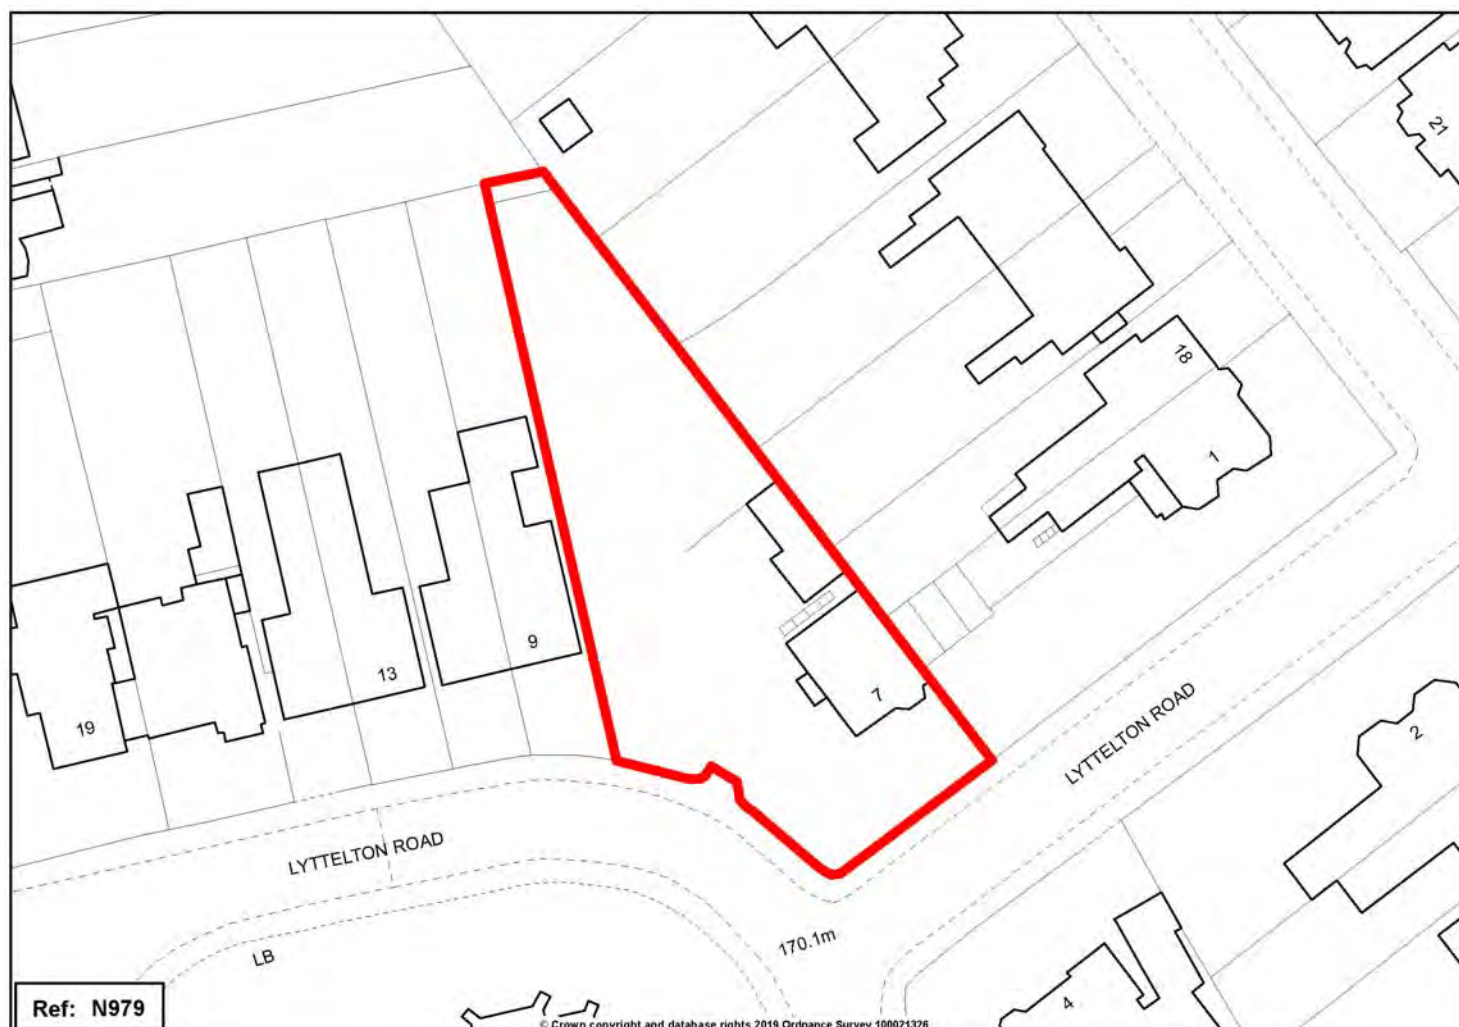 21
18
1
9
13
7
19
LYTTELTON ROAD
2
LYTTELTON ROAD
170.1m
LB
4
Ref: N979
© Crown copyright and database rights 2019 Ordnance Survey 100021326